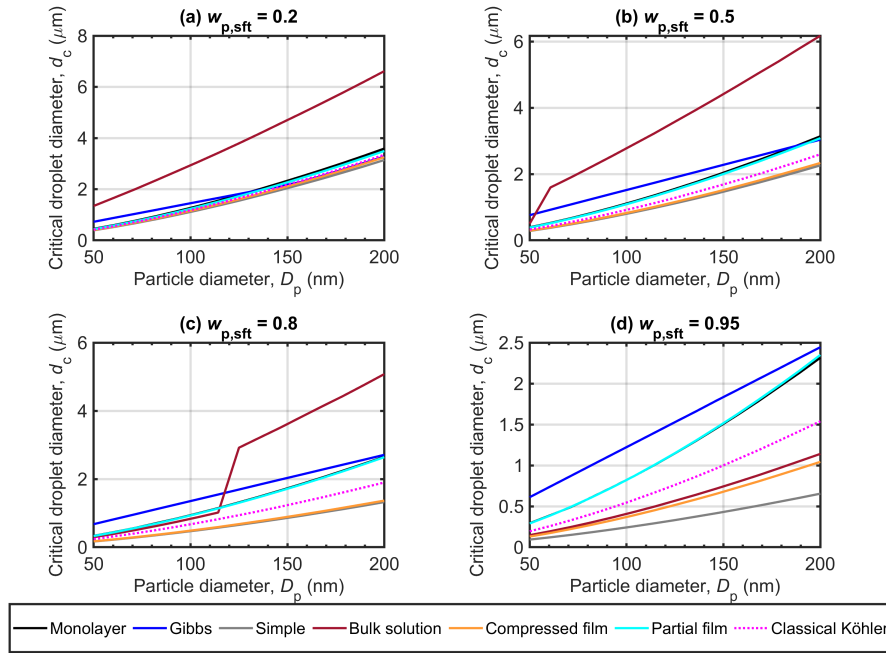 (a) w_p,sft = 0.2
Critical droplet diameter, d_c (μm)
8
6
4
2
0
50 100 150 200
Particle diameter, D_p (nm)
(b) w_p,sft = 0.5
Critical droplet diameter, d_c (μm)
6
4
2
0
50 100 150 200
Particle diameter, D_p (nm)
(c) w_p,sft = 0.8
Critical droplet diameter, d_c (μm)
6
4
2
0
50 100 150 200
Particle diameter, D_p (nm)
(d) w_p,sft = 0.95
Critical droplet diameter, d_c (μm)
2.5
2
1.5
1
0.5
0
50 100 150 200
Particle diameter, D_p (nm)
Monolayer Gibbs Simple Bulk solution Compressed film Partial film Classical Köhler